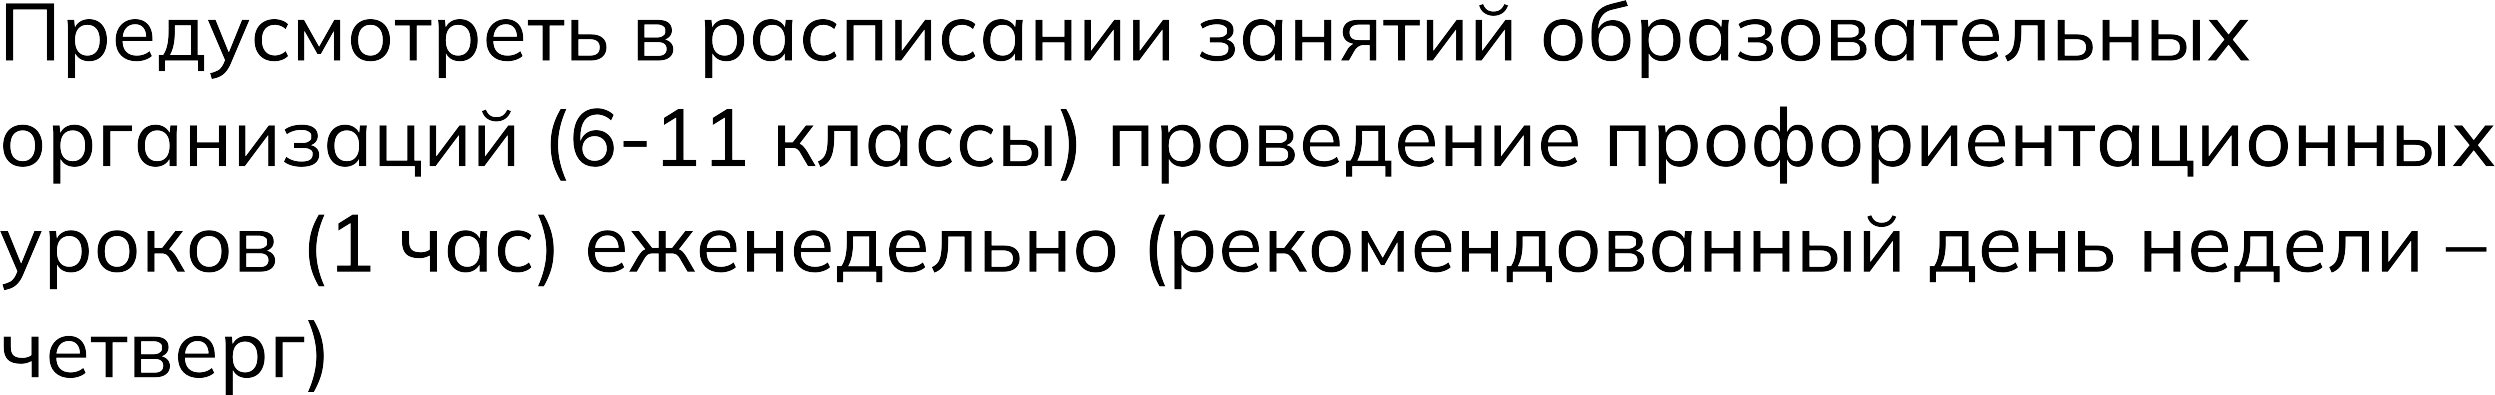 Предусмотреть в расписании занятий образовательных
организаций (6–11 классы) проведение профориентационных
уроков (1 час) еженедельно (рекомендованный день недели –
четверг)